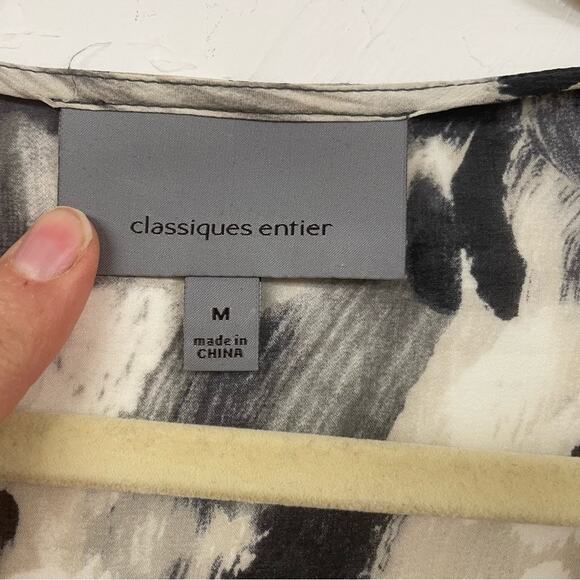 classiques entier
M
made in
CHINA